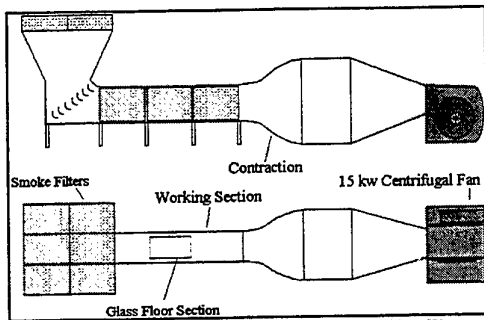 Contraction
Smoke Filters
15 kw Centrifugal Fan
Working Section
Glass Floor Section